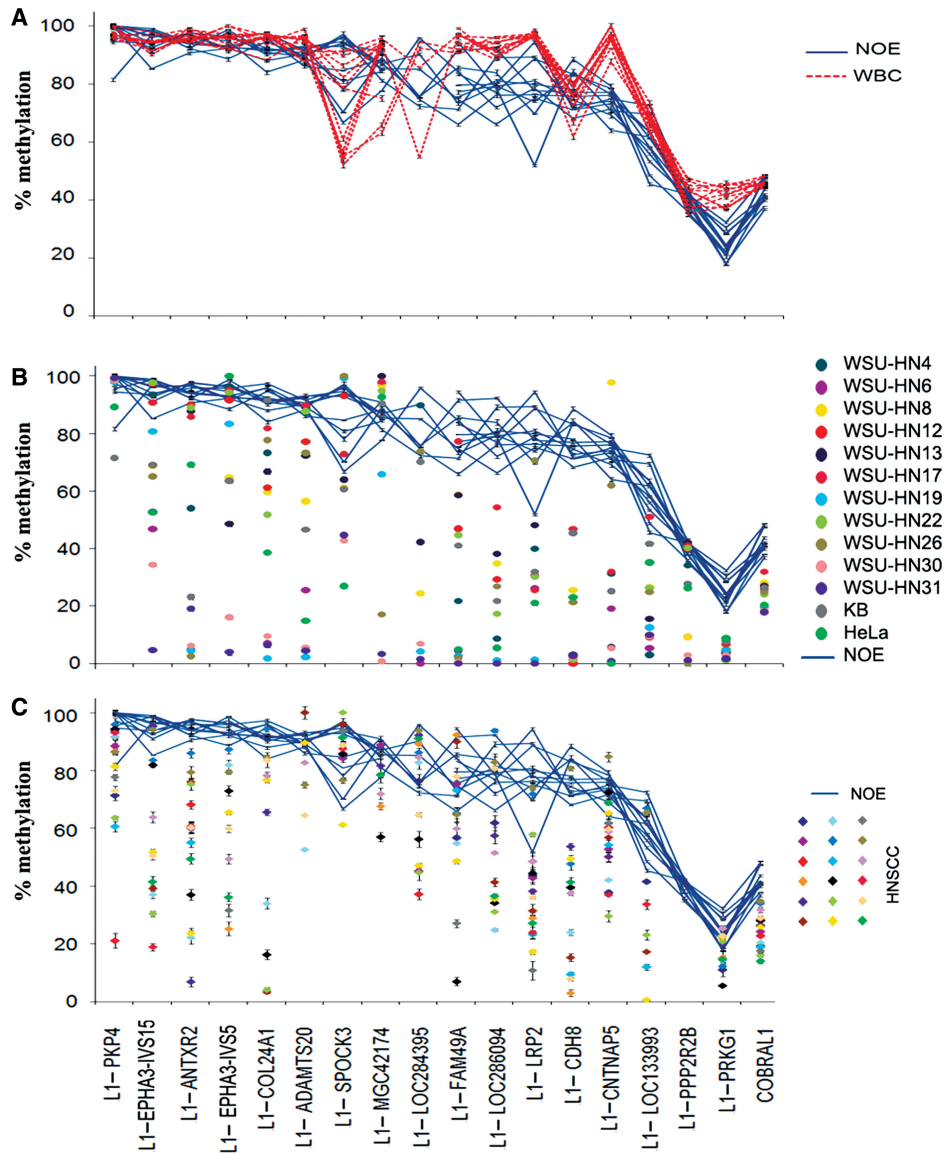 A
100
80
60
40
20
0
% methylation
NOE
WBC
B
100
80
60
40
20
0
WSU-HN4
WSU-HN6
WSU-HN8
WSU-HN12
WSU-HN13
WSU-HN17
WSU-HN19
WSU-HN22
WSU-HN26
WSU-HN30
WSU-HN31
KB
HeLa
NOE
C
100
80
60
40
20
0
% methylation
NOE
HNSCC
L1– PKP4
L1–EPHA3-IVS15
L1–ANTXR2
L1– EPHA3-IVS5
L1–COL24A1
L1– ADAMTS20
L1– SPOCK3
L1– MGC42174
L1–LOC284395
L1–FAM49A
L1–LOC286094
L1– LRP2
L1– CDH8
L1–CNTNAP5
L1– LOC133993
L1–PPP2R2B
L1–PRKG1
COBRAL1